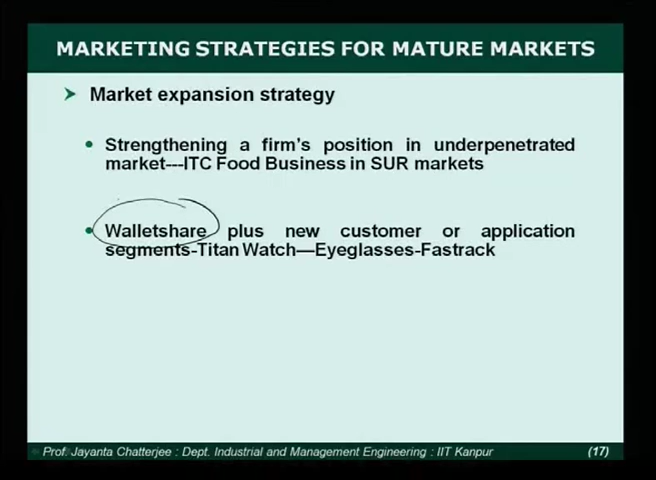 MARKETING STRATEGIES FOR MATURE MARKETS
Market expansion strategy
Strengthening a firm's position in underpenetrated
market---ITC Food Business in SUR markets
Walletshare plus new customer or application
segments-Titan Watch—Eyeglasses-Fastrack
Prof. Jayanta Chatterjee : Dept. Industrial and Management Engineering : IIT Kanpur (17)